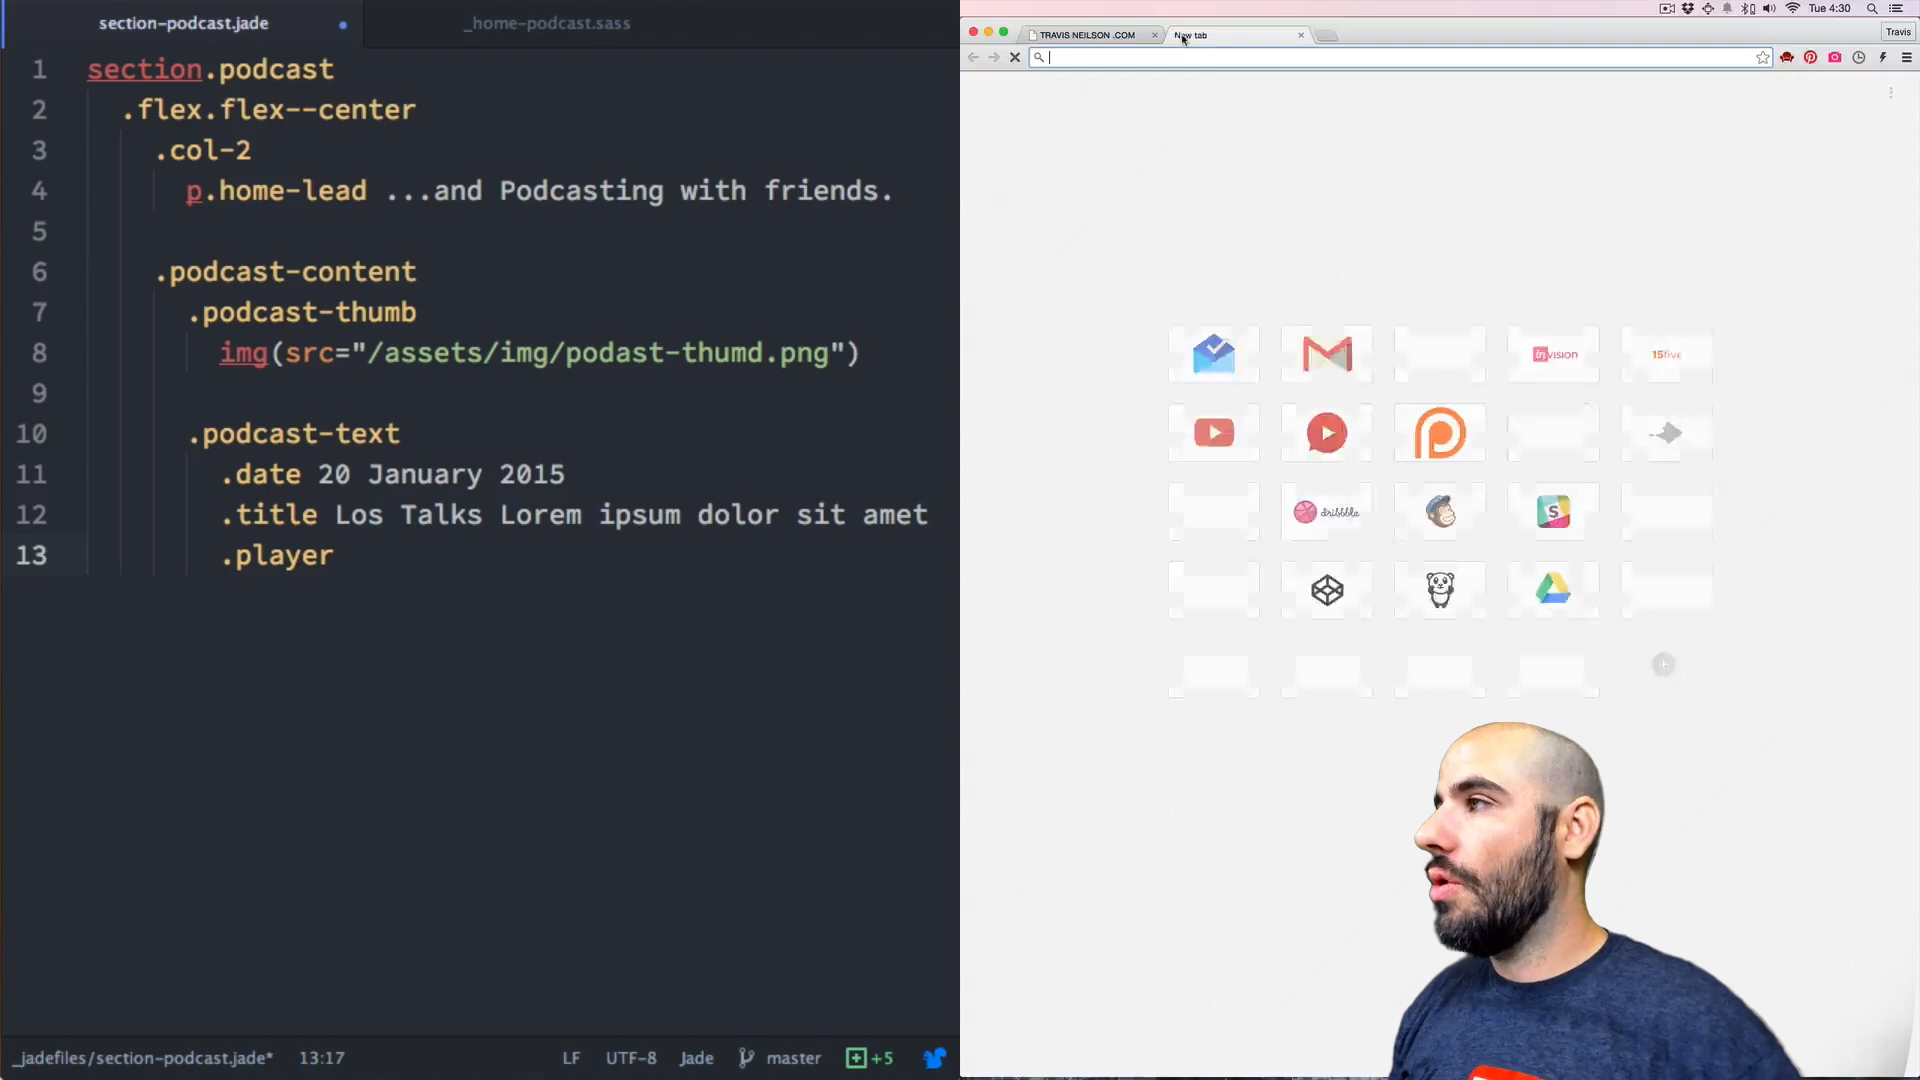 section-podcast.jade
_home-podcast.sass
1 section.podcast
2 .flex.flex--center
3 .col-2
4 p.home-lead ...and Podcasting with friends.
5
6 .podcast-content
7 .podcast-thumb
8 img(src="/assets/img/podast-thumd.png")
9
10 .podcast-text
11 .date 20 January 2015
12 .title Los Talks Lorem ipsum dolor sit amet
13 .player
_jadefiles/section-podcast.jade* 13:17 LF UTF-8 Jade master +5
Tue 4:30
TRAVIS NEILSON .COM
New tab
Travis
invision
15five
dribbble
S